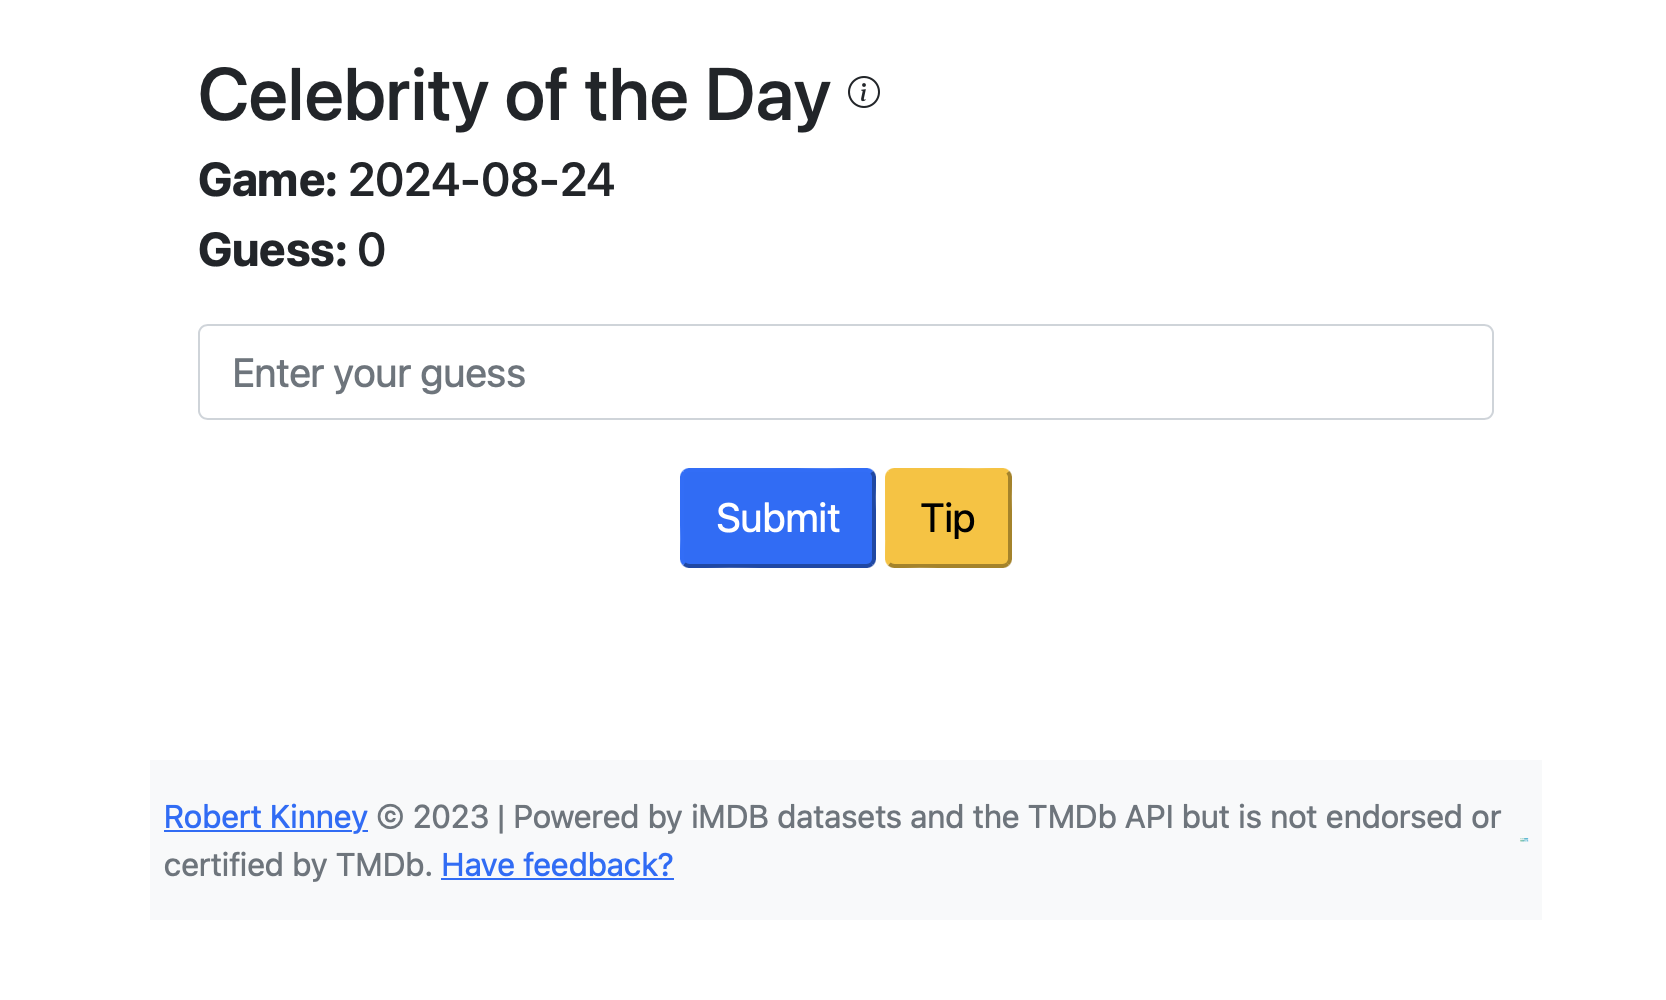 Celebrity of the Day
Game: 2024-08-24
Guess: 0
Enter your guess
Submit Tip
Robert Kinney © 2023 | Powered by iMDB datasets and the TMDb API but is not endorsed or
certified by TMDb. Have feedback?